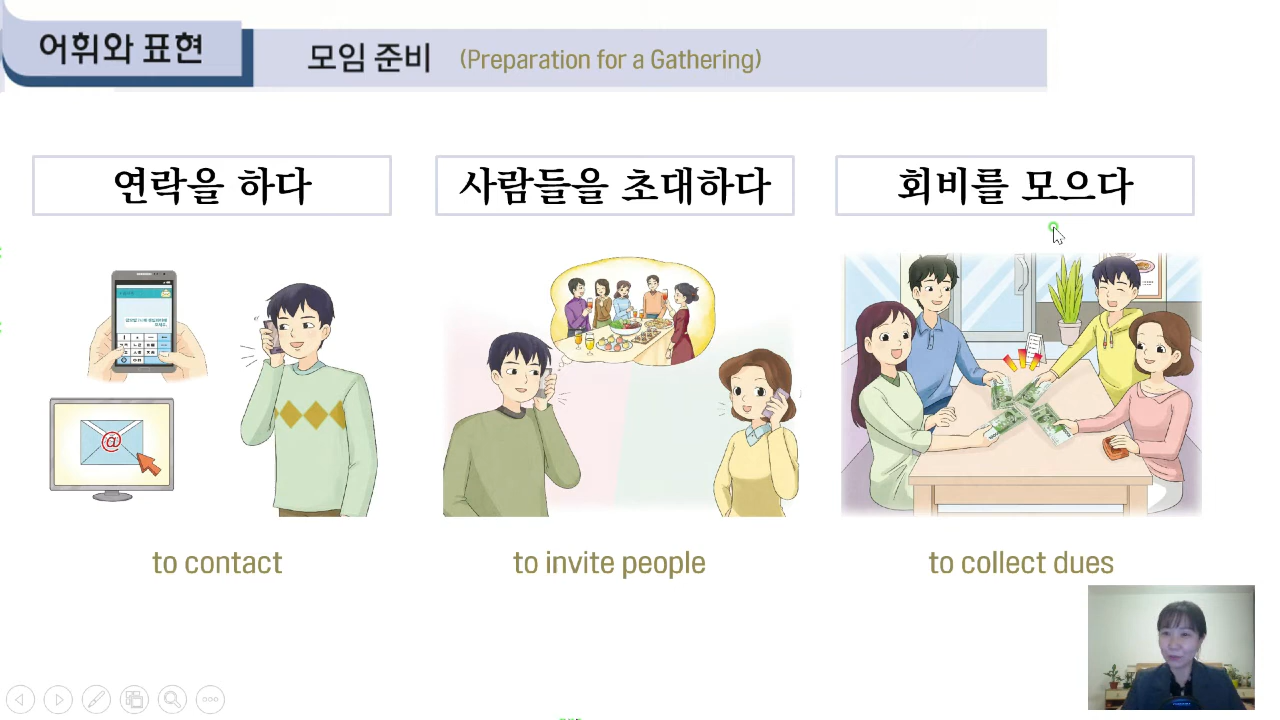 어휘와 표현
모임 준비 (Preparation for a Gathering)
연락을 하다
사람들을 초대하다
회비를 모으다
@
to contact
to invite people
to collect dues